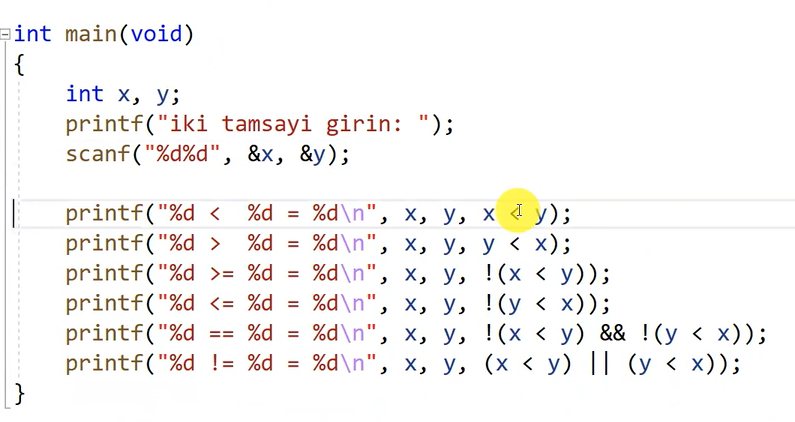 int main(void)
{
    int x, y;
    printf("iki tamsayi girin: ");
    scanf("%d%d", &x, &y);
    printf("%d <  %d = %d\n", x, y, x < y);
    printf("%d >  %d = %d\n", x, y, y < x);
    printf("%d >= %d = %d\n", x, y, !(x < y));
    printf("%d <= %d = %d\n", x, y, !(y < x));
    printf("%d == %d = %d\n", x, y, !(x < y) && !(y < x));
    printf("%d != %d = %d\n", x, y, (x < y) || (y < x));
}